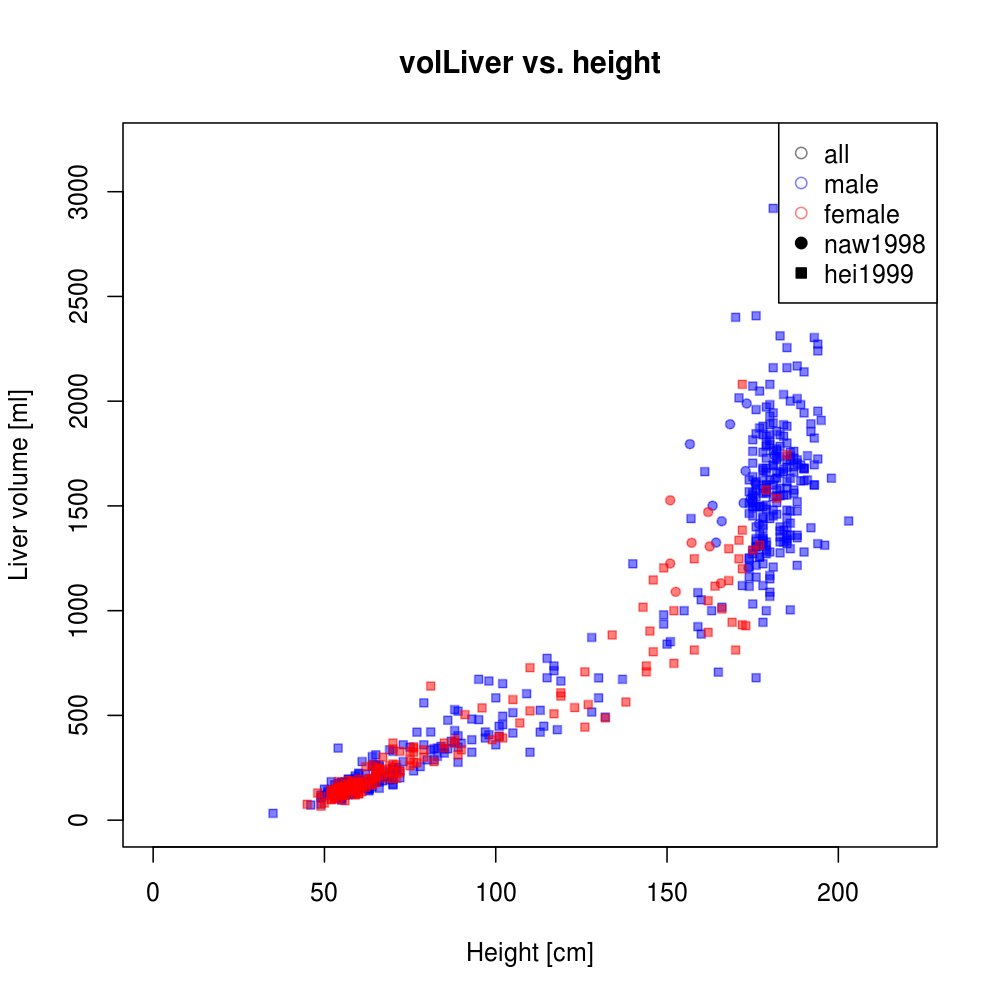 volLiver vs. height
all
male
female
naw1998
hei1999
3000
2500
2000
1500
1000
500
0
Liver volume [ml]
0 50 100 150 200
Height [cm]